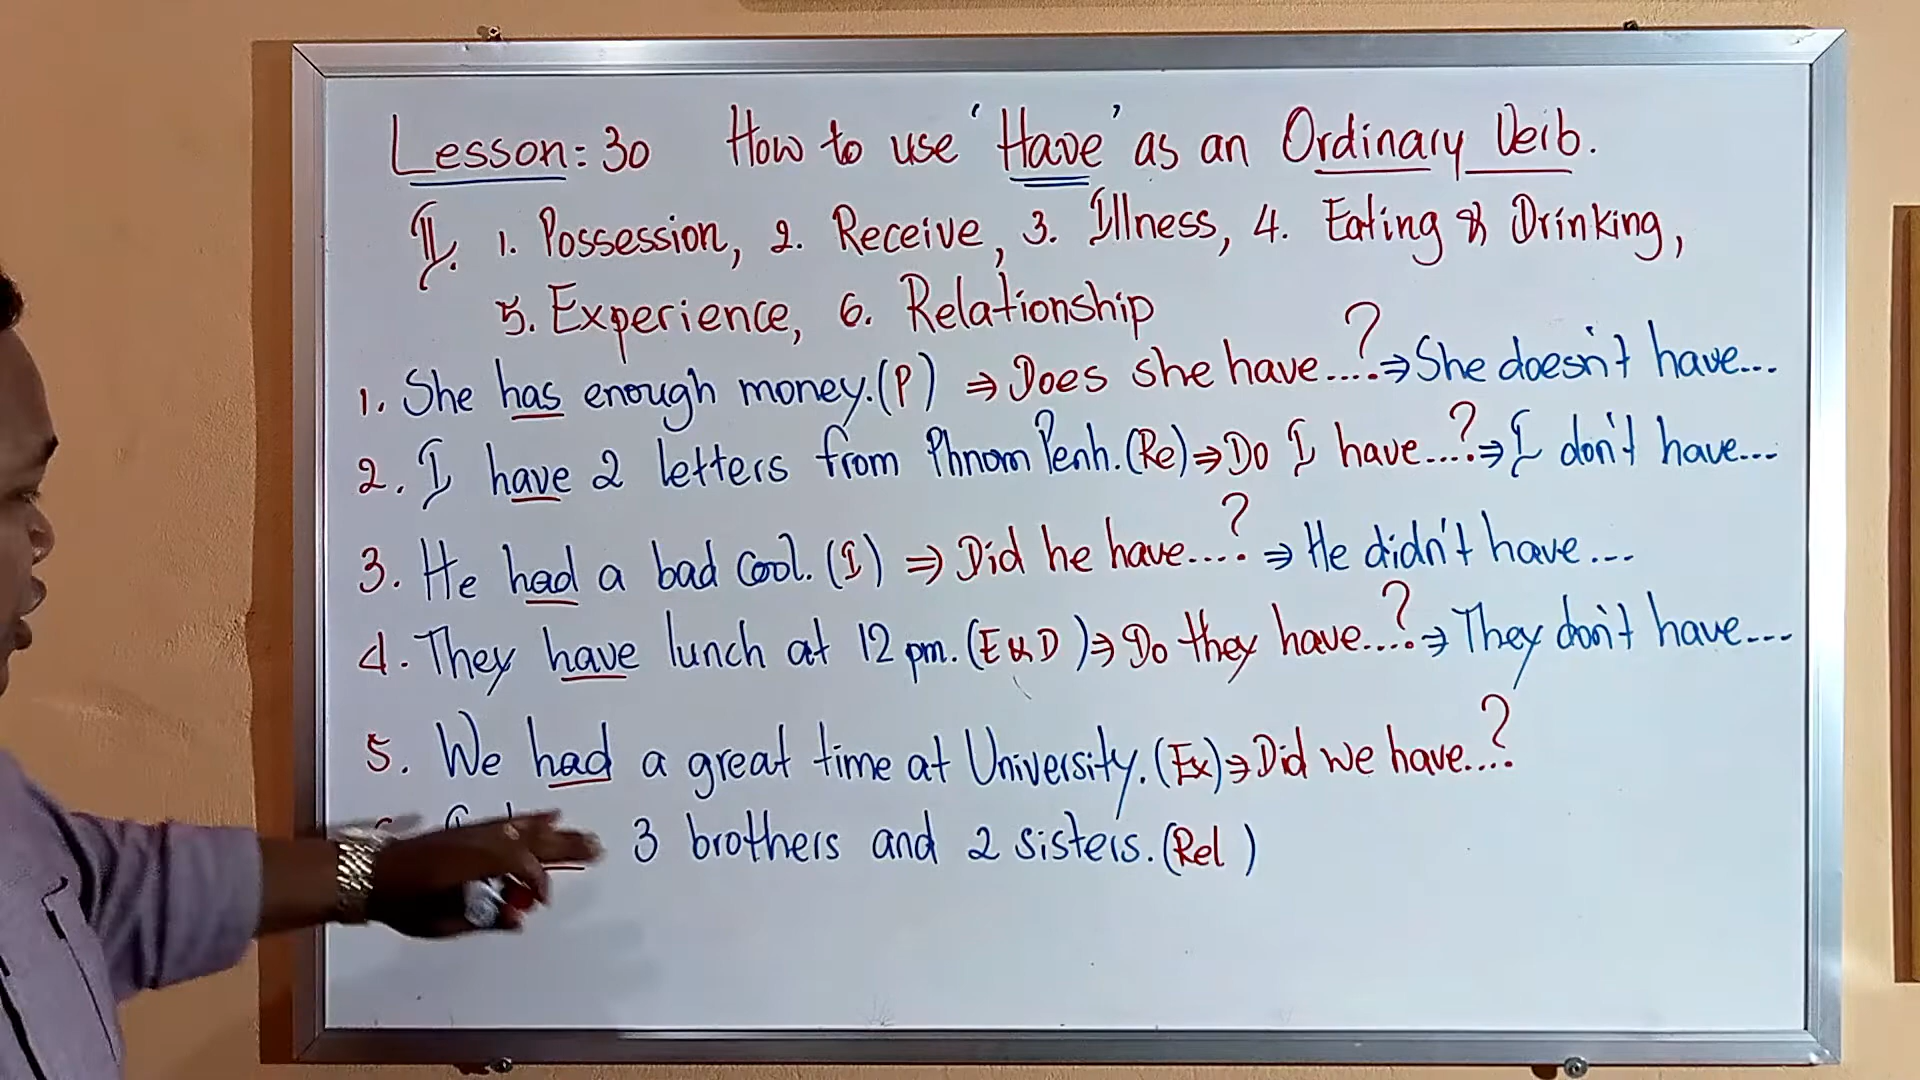 Lesson: 30 How to use 'Have' as an Ordinary Verb.
II. 1. Possession, 2. Receive, 3. Illness, 4. Eating & Drinking,
5. Experience, 6. Relationship
1. She has enough money. (P) ⇒ Does she have....? ⇒ She doesn't have...
2. I have 2 letters from Phnom Penh. (Re) ⇒ Do I have....? ⇒ I don't have...
3. He had a bad cool. (I) ⇒ Did he have....? ⇒ He didn't have...
4. They have lunch at 12 pm. (E & D) ⇒ Do they have....? ⇒ They don't have...
5. We had a great time at University. (Ex) ⇒ Did we have....?
3 brothers and 2 sisters. (Rel)